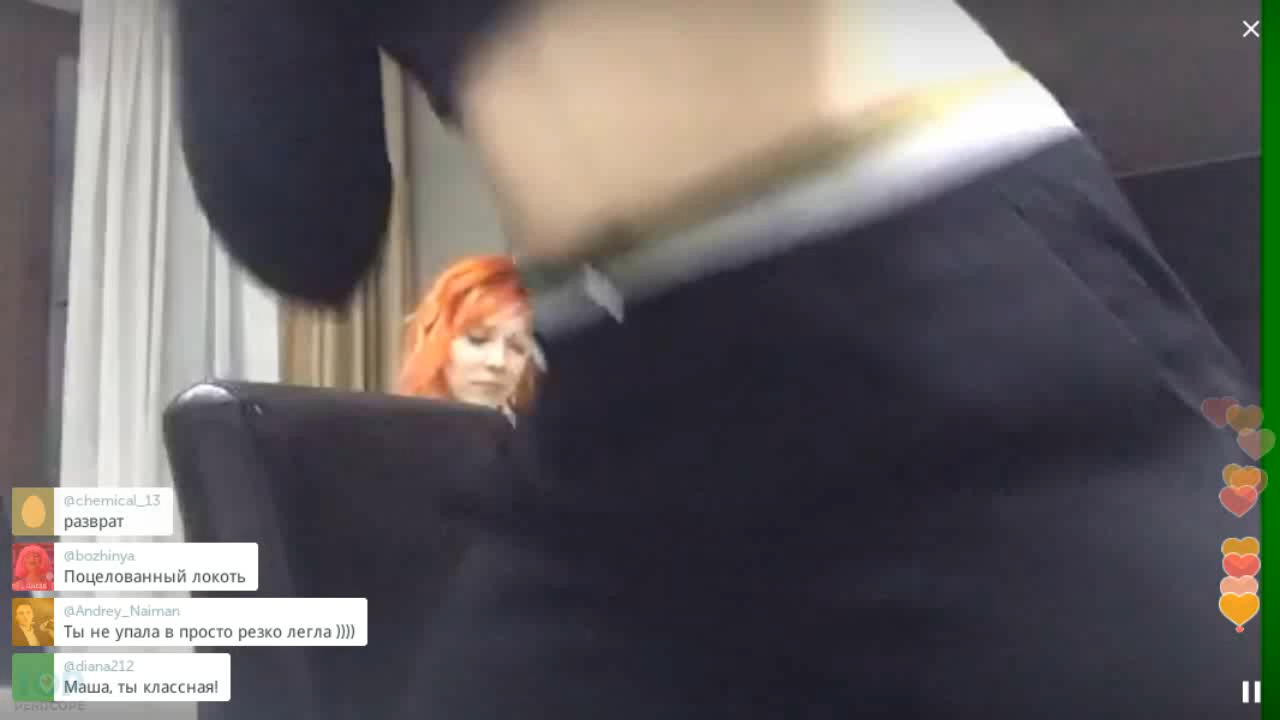 @chemical_13
разврат
@bozhinya
Поцелованный локоть
@Andrey_Naiman
Ты не упала в просто резко легла ))))
@diana212
Маша, ты классная!